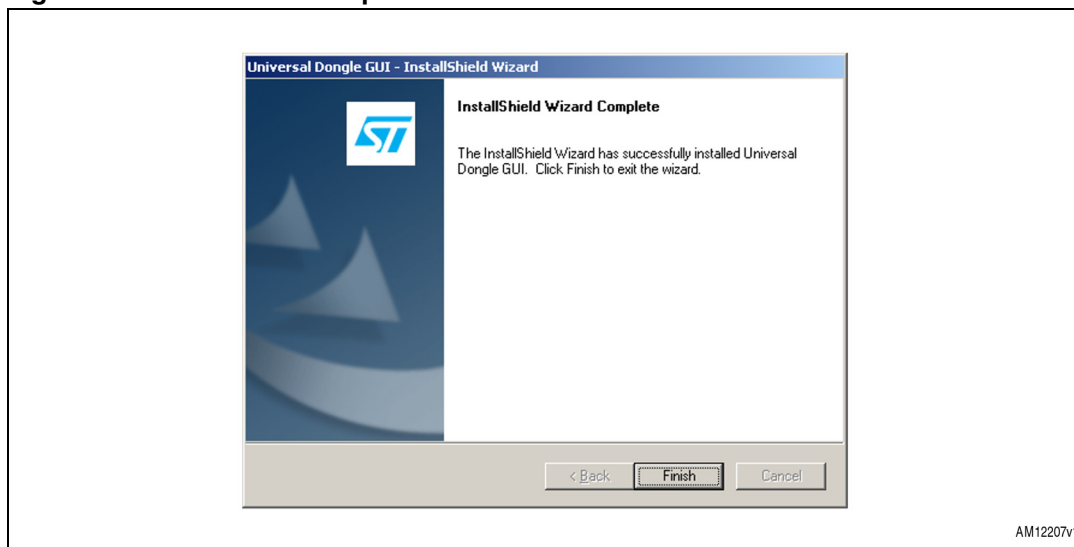 Universal Dongle GUI - InstallShield Wizard
ST
InstallShield Wizard Complete
The InstallShield Wizard has successfully installed Universal
Dongle GUI. Click Finish to exit the wizard.
< Back
Finish
Cancel